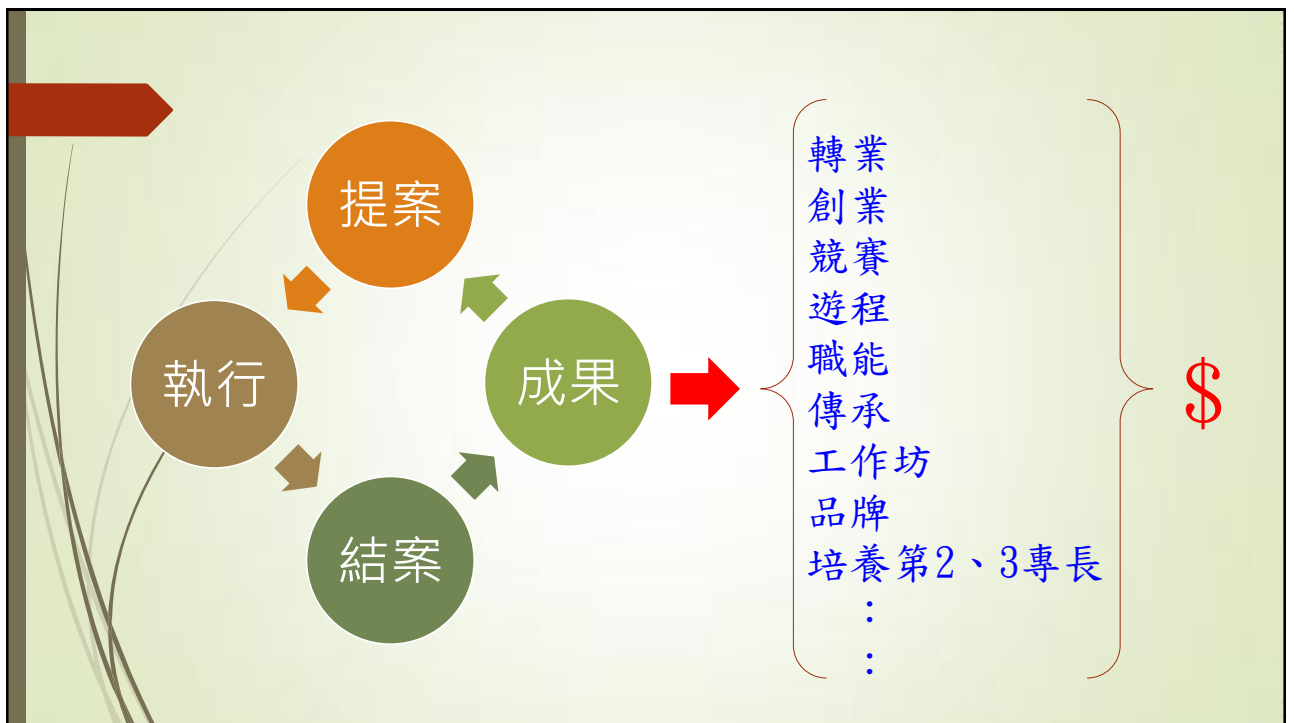 提案
執行
成果
結案
轉業
創業
競賽
遊程
職能
傳承
工作坊
品牌
培養第2、3專長
：
：
$